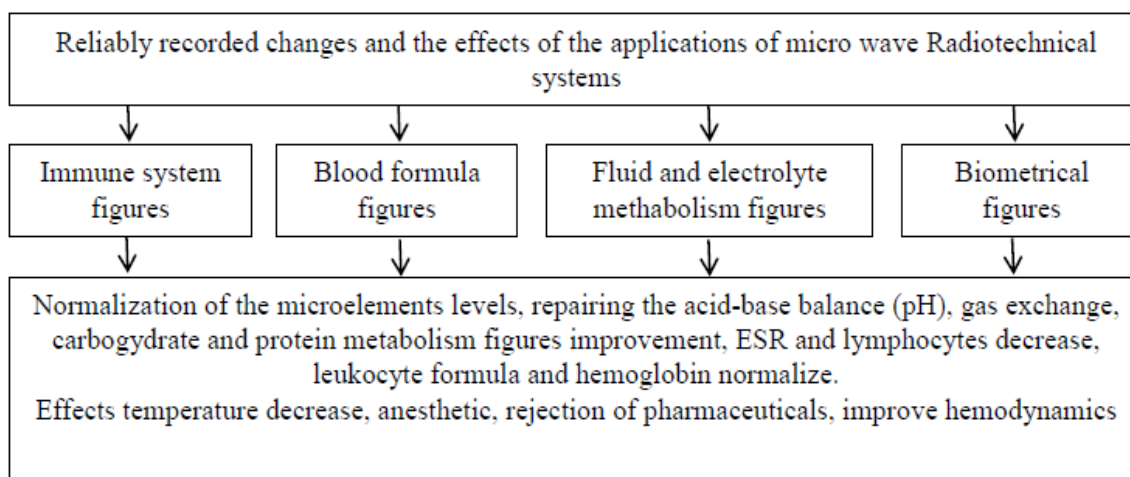 Reliably recorded changes and the effects of the applications of micro wave Radiotechnical
systems
Immune system
figures
Blood formula
figures
Fluid and electrolyte
methabolism figures
Biometrical
figures
Normalization of the microelements levels, repairing the acid-base balance (pH), gas exchange,
carbogydrate and protein metabolism figures improvement, ESR and lymphocytes decrease,
leukocyte formula and hemoglobin normalize.
Effects temperature decrease, anesthetic, rejection of pharmaceuticals, improve hemodynamics